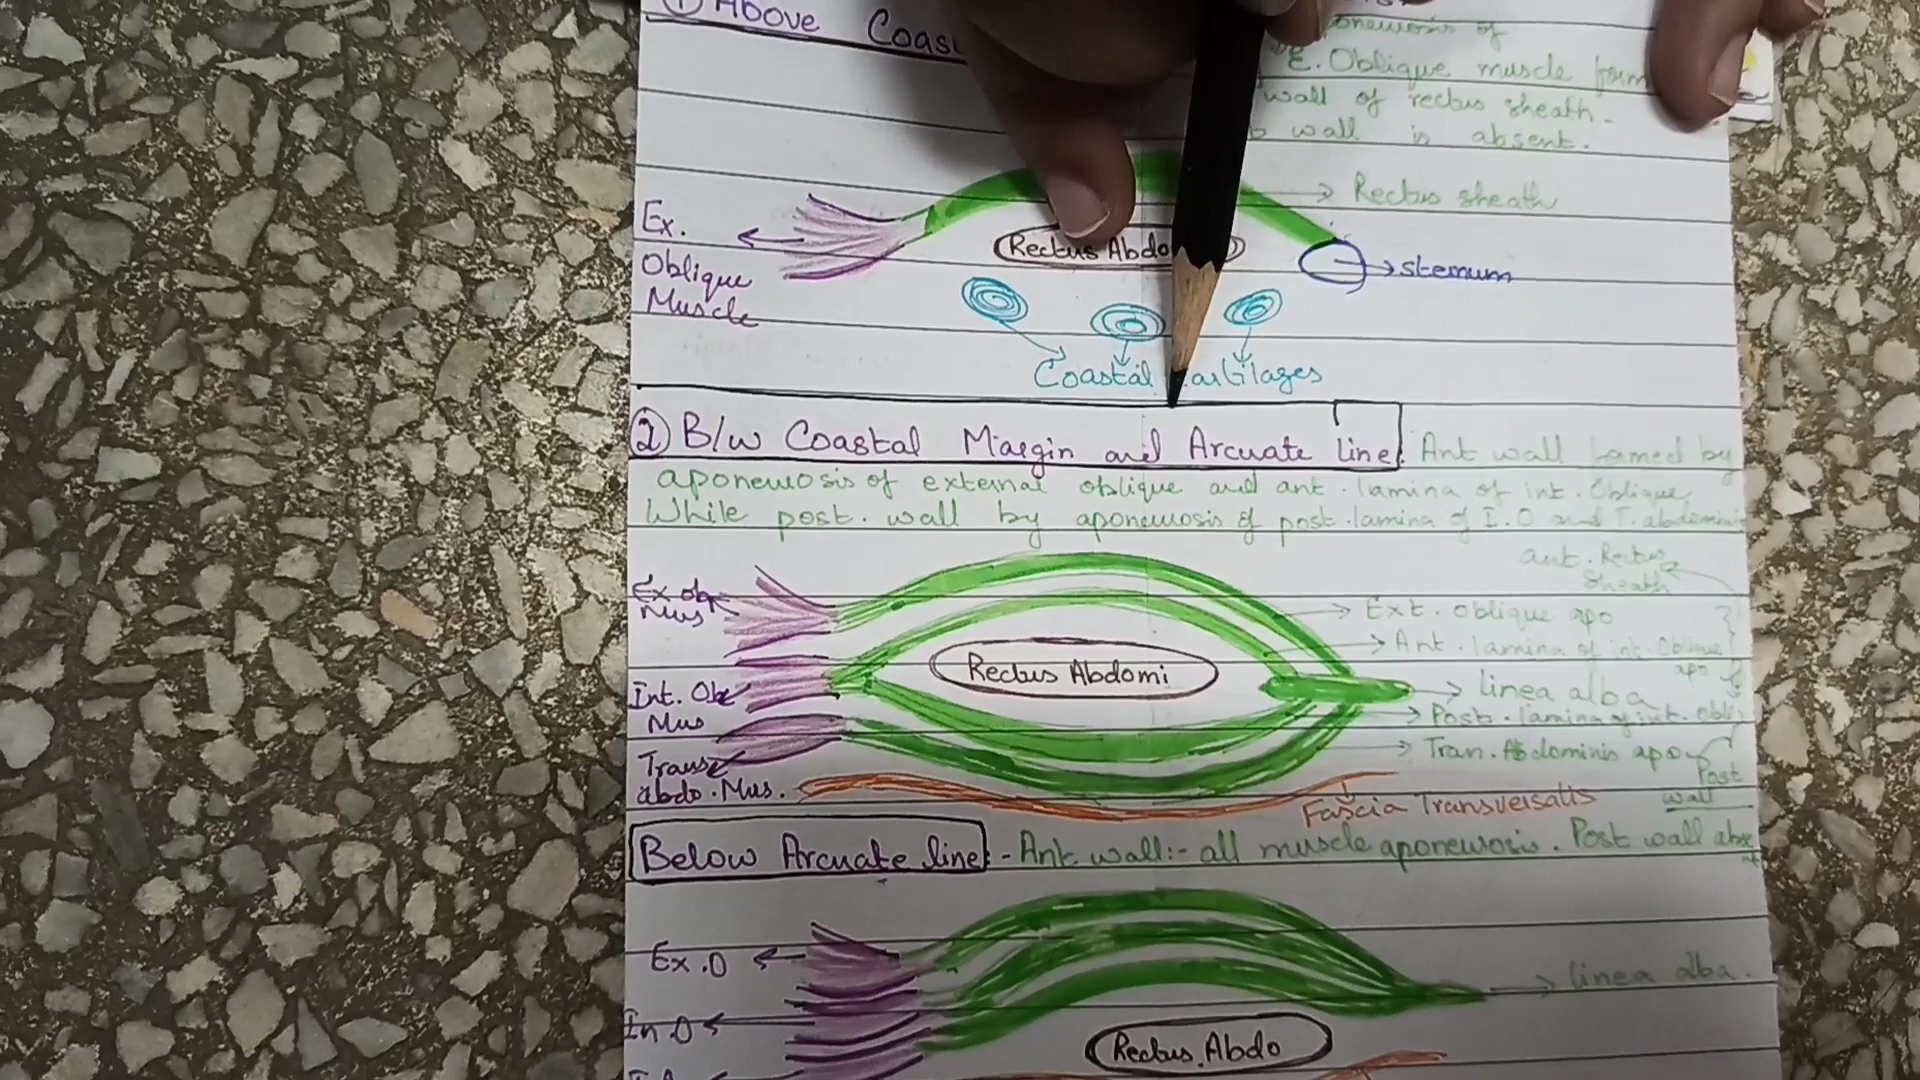 ① Above Coas
oneurosis of
E. Oblique muscle form
wall of rectus sheath.
wall is absent.
Rectus sheath
Ex.
Oblique
Muscle
Rectus Abdo
sternum
Coastal artilages
② B/w Coastal Margin and Arcuate line. Ant wall formed by
aponeurosis of external oblique and ant. lamina of int. Oblique
While post. wall by aponeurosis of post. lamina of I.O and T. abdominis
ant. Rectus
Sheath
Ex ob
Mus
Ext. oblique apo
Ant. lamina of int. Oblique
apo
Rectus Abdomi
Int. Ob
Mus
linea alba
Post. lamina of int. Obli
Trans
abdo. Mus.
Tran. Abdominis apo
Post
wall
Fascia Transversalis
Below Arcuate line:- Ant wall:- all muscle aponeurosis. Post wall abse
nt
Ex.O
linea alba.
In.O
Rectus Abdo